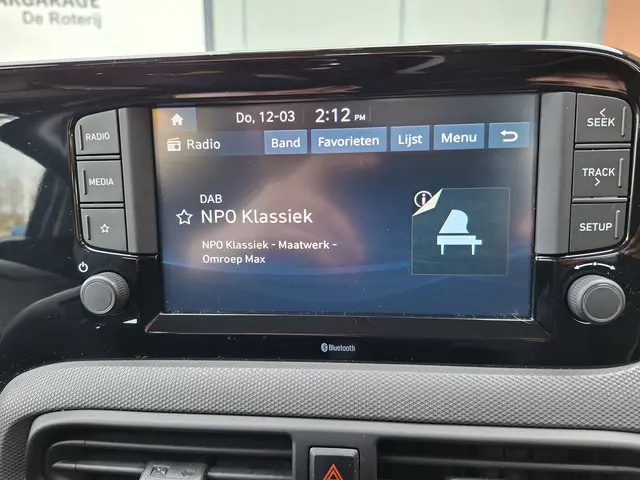 ARGARAGE
De Roterij
RADIO
MEDIA
Do, 12-03 2:12 PM
Radio Band Favorieten Lijst Menu
DAB
NPO Klassiek
NPO Klassiek - Maatwerk -
Omroep Max
SEEK
TRACK
SETUP
Bluetooth